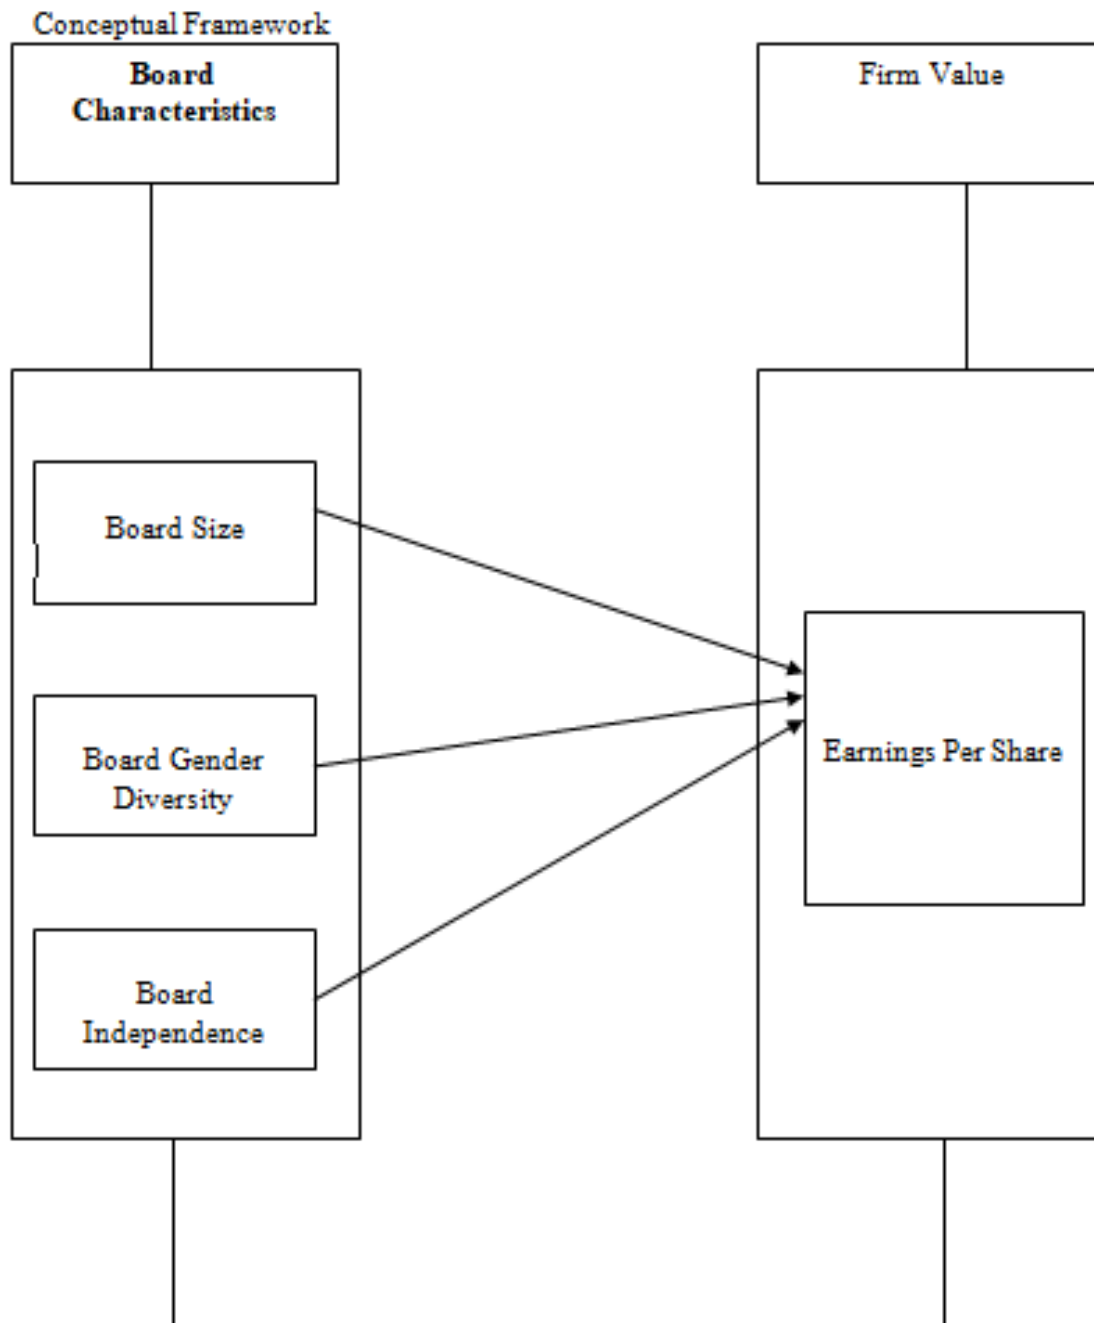 Conceptual Framework
Board
Characteristics
Firm Value
Board Size
Board Gender
Diversity
Board
Independence
Earnings Per Share